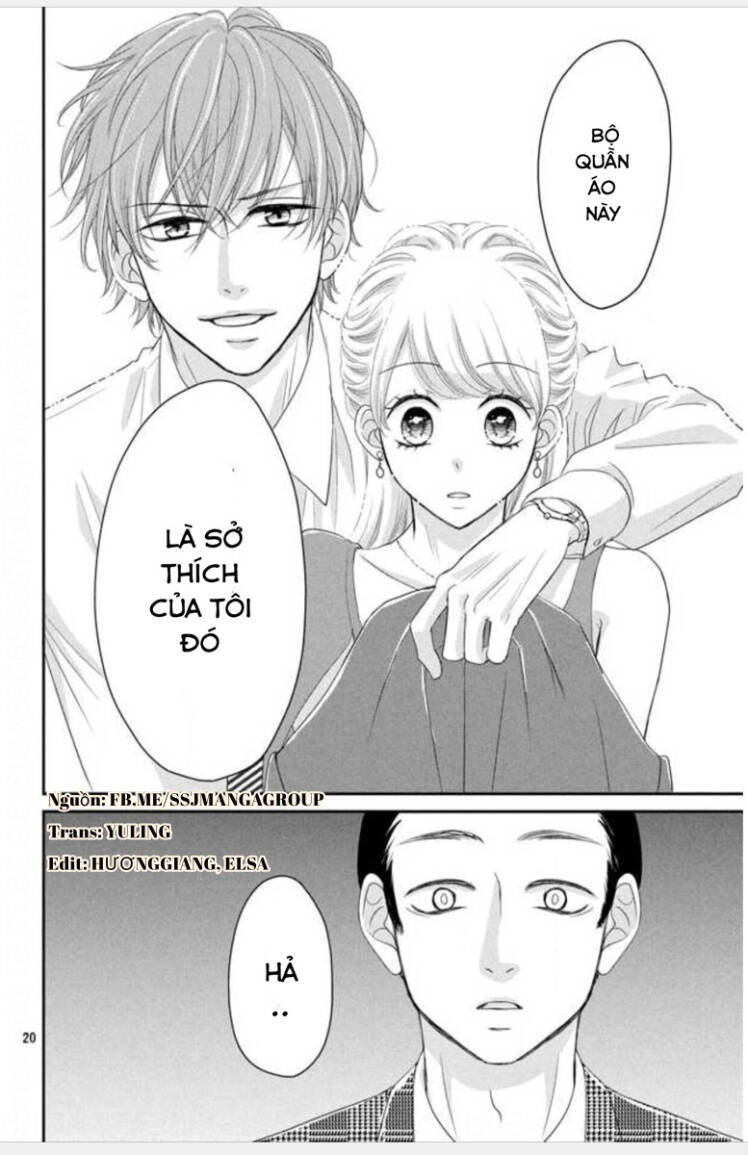 BỘ
QUẦN
ÁO
NÀY
LÀ SỞ
THÍCH
CỦA TÔI
ĐÓ
Nguồn: FB.ME/SSJMANGAGROUP
Trans: YULING
Edit: HƯƠNGGIANG, ELSA
HẢ
..
20